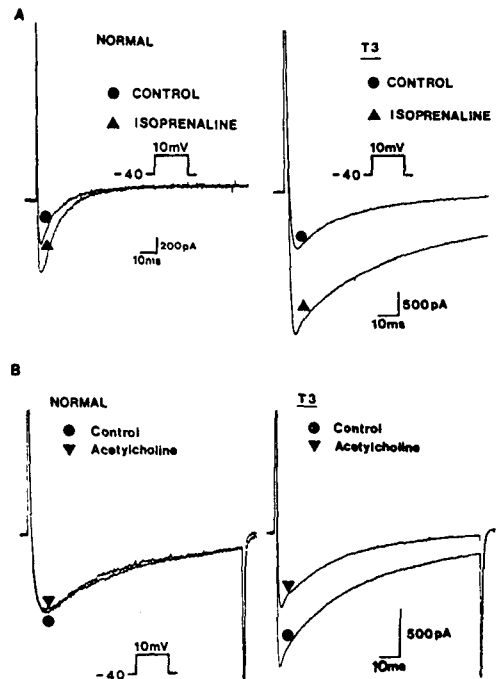 A
NORMAL
● CONTROL
▲ ISOPRENALINE
10mV
-40
200pA
10ms
T3
● CONTROL
▲ ISOPRENALINE
10mV
-40
500pA
10ms
B
NORMAL
● Control
▼ Acetylcholine
10mV
-40
T3
● Control
▼ Acetylcholine
500pA
10ms